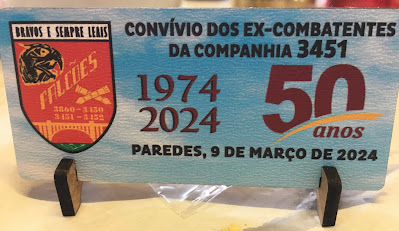 BRAVOS E SEMPRE LEAIS
FALCÕES
3860-3450
3451-3452
CONVÍVIO DOS EX-COMBATENTES
DA COMPANHIA 3451
1974
2024
50
anos
PAREDES, 9 DE MARÇO DE 2024